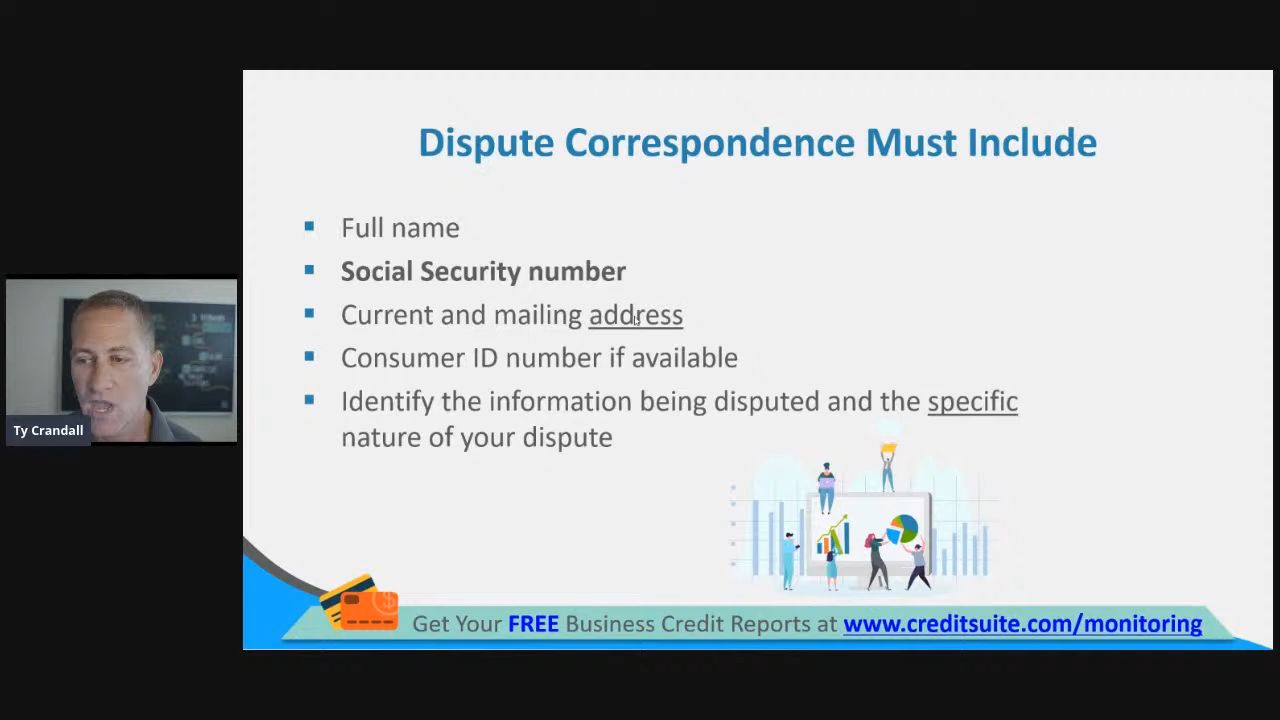 Dispute Correspondence Must Include
Full name
Social Security number
Current and mailing address
Consumer ID number if available
Identify the information being disputed and the specific
nature of your dispute
Ty Crandall
Get Your FREE Business Credit Reports at www.creditsuite.com/monitoring